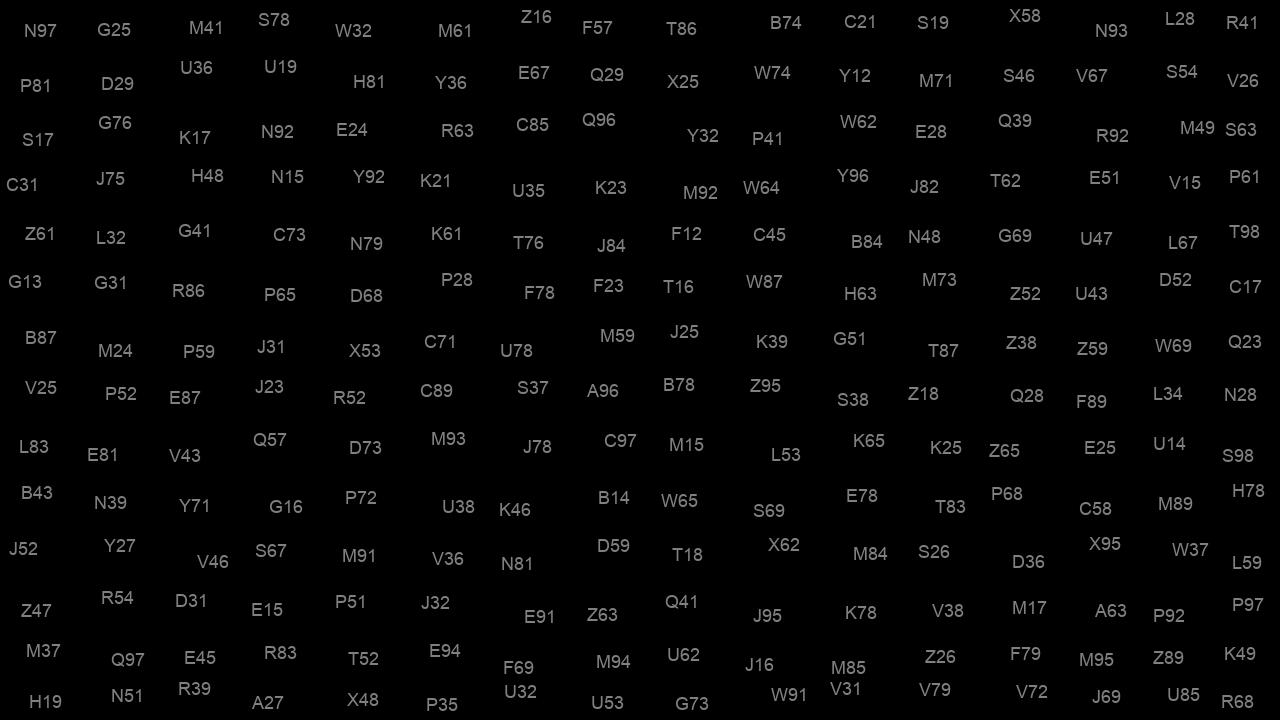 N97 G25 M41 S78 W32 M61 Z16 F57 T86 B74 C21 S19 X58 N93 L28 R41
P81 D29 U36 U19 H81 Y36 E67 Q29 X25 W74 Y12 M71 S46 V67 S54 V26
S17 G76 K17 N92 E24 R63 C85 Q96 Y32 P41 W62 E28 Q39 R92 M49 S63
C31 J75 H48 N15 Y92 K21 U35 K23 M92 W64 Y96 J82 T62 E51 V15 P61
Z61 L32 G41 C73 N79 K61 T76 J84 F12 C45 B84 N48 G69 U47 L67 T98
G13 G31 R86 P65 D68 P28 F78 F23 T16 W87 H63 M73 Z52 U43 D52 C17
B87 M24 P59 J31 X53 C71 U78 M59 J25 K39 G51 T87 Z38 Z59 W69 Q23
V25 P52 E87 J23 R52 C89 S37 A96 B78 Z95 S38 Z18 Q28 F89 L34 N28
L83 E81 V43 Q57 D73 M93 J78 C97 M15 L53 K65 K25 Z65 E25 U14 S98
B43 N39 Y71 G16 P72 U38 K46 B14 W65 S69 E78 T83 P68 C58 M89 H78
J52 Y27 V46 S67 M91 V36 N81 D59 T18 X62 M84 S26 D36 X95 W37 L59
Z47 R54 D31 E15 P51 J32 E91 Z63 Q41 J95 K78 V38 M17 A63 P92 P97
M37 Q97 E45 R83 T52 E94 F69 M94 U62 J16 M85 Z26 F79 M95 Z89 K49
H19 N51 R39 A27 X48 P35 U32 U53 G73 W91 V31 V79 V72 J69 U85 R68